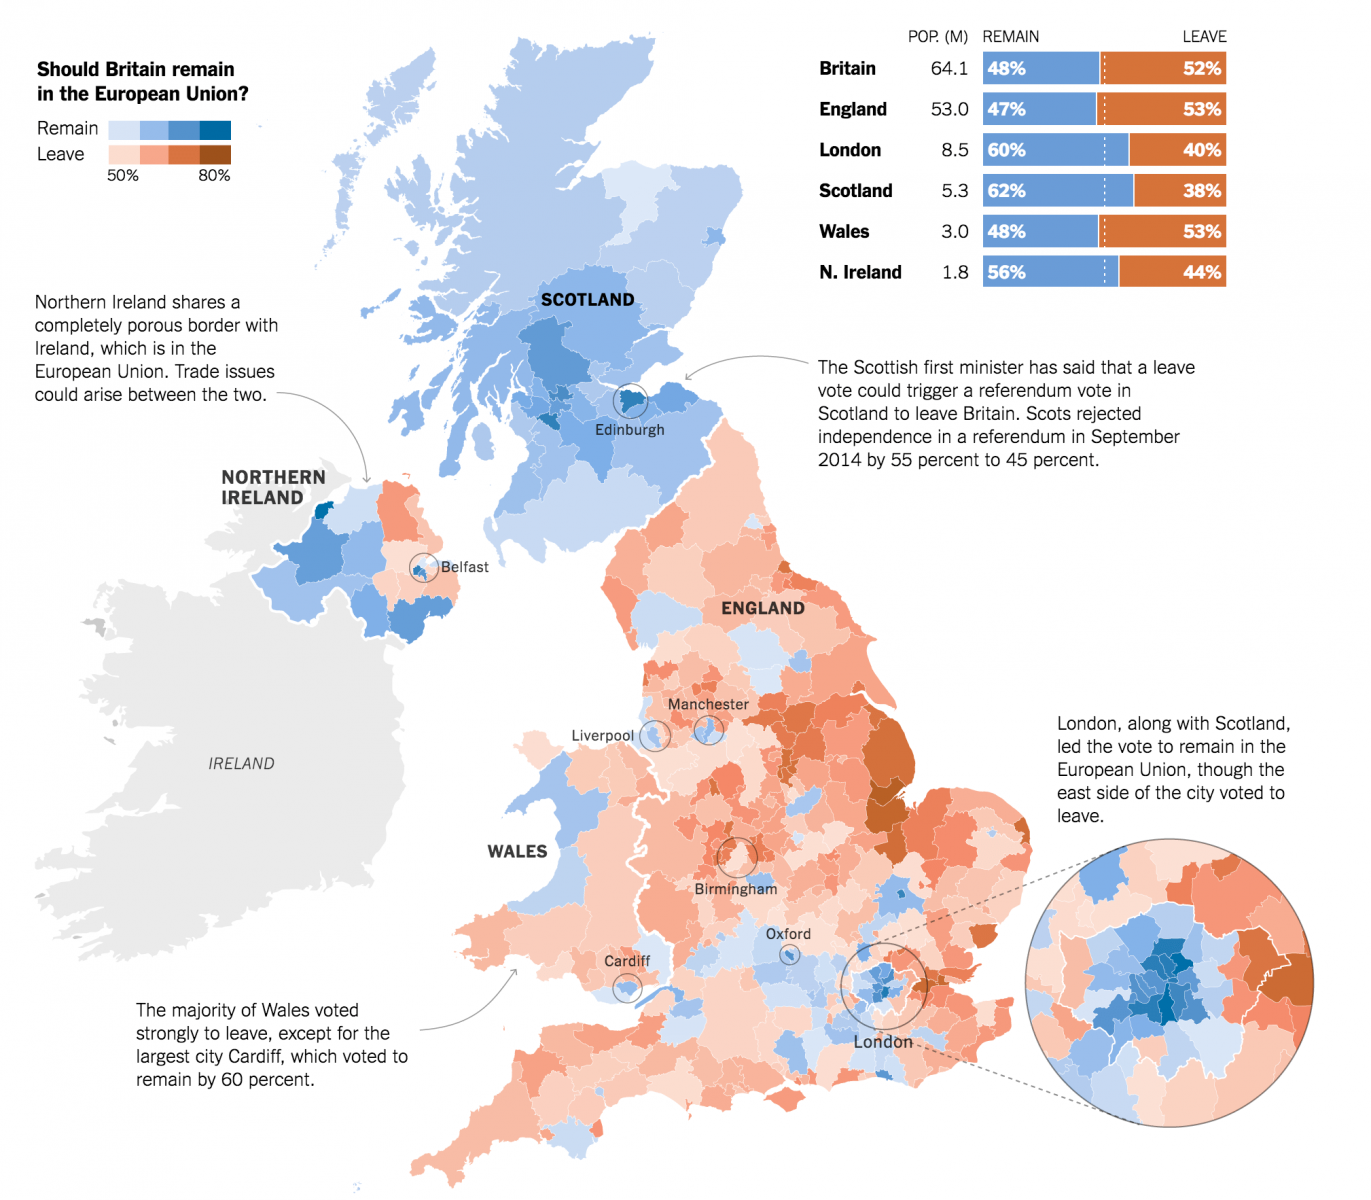 Should Britain remain
in the European Union?
Remain
Leave
50% 80%
POP. (M) REMAIN LEAVE
Britain 64.1 48% 52%
England 53.0 47% 53%
London 8.5 60% 40%
Scotland 5.3 62% 38%
Wales 3.0 48% 53%
N. Ireland 1.8 56% 44%
Northern Ireland shares a
completely porous border with
Ireland, which is in the
European Union. Trade issues
could arise between the two.
SCOTLAND
The Scottish first minister has said that a leave
vote could trigger a referendum vote in
Scotland to leave Britain. Scots rejected
independence in a referendum in September
2014 by 55 percent to 45 percent.
Edinburgh
NORTHERN
IRELAND
Belfast
ENGLAND
Manchester
Liverpool
IRELAND
London, along with Scotland,
led the vote to remain in the
European Union, though the
east side of the city voted to
leave.
WALES
Birmingham
Oxford
Cardiff
The majority of Wales voted
strongly to leave, except for the
largest city Cardiff, which voted to
remain by 60 percent.
London